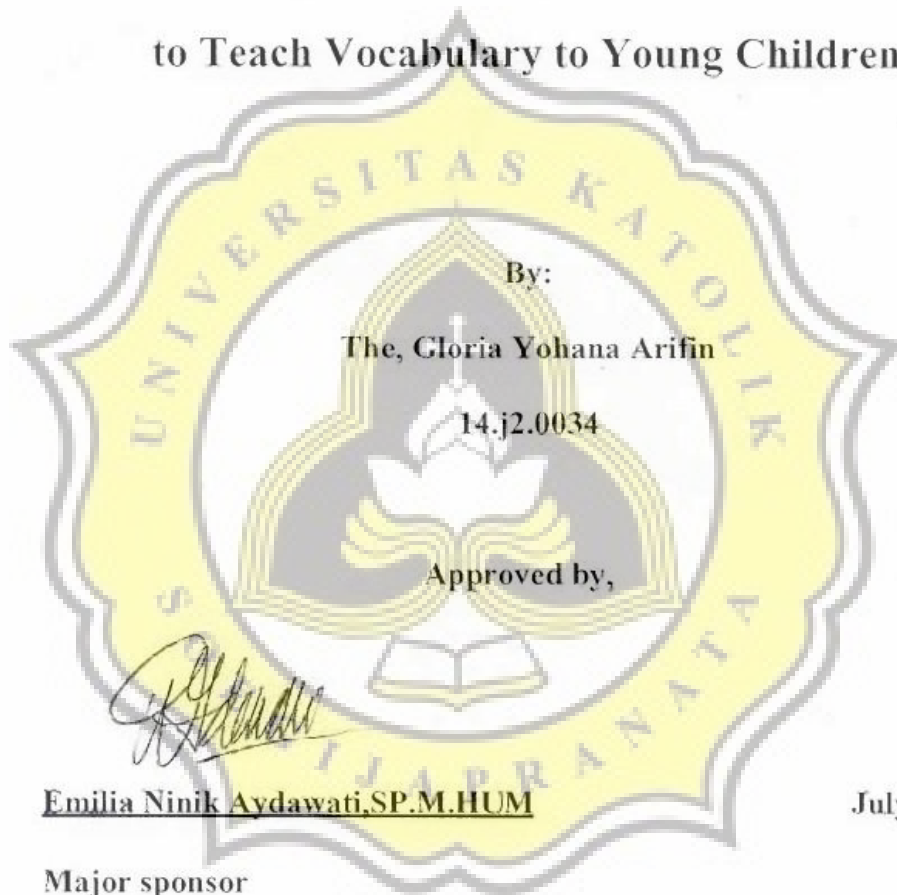 to Teach Vocabulary to Young Children
UNIVERSITAS KATOLIK
By:
The, Gloria Yohana Arifin
14.j2.0034
Approved by,
Emilia Ninik Aydawati,SP.M.HUM
July
Major sponsor